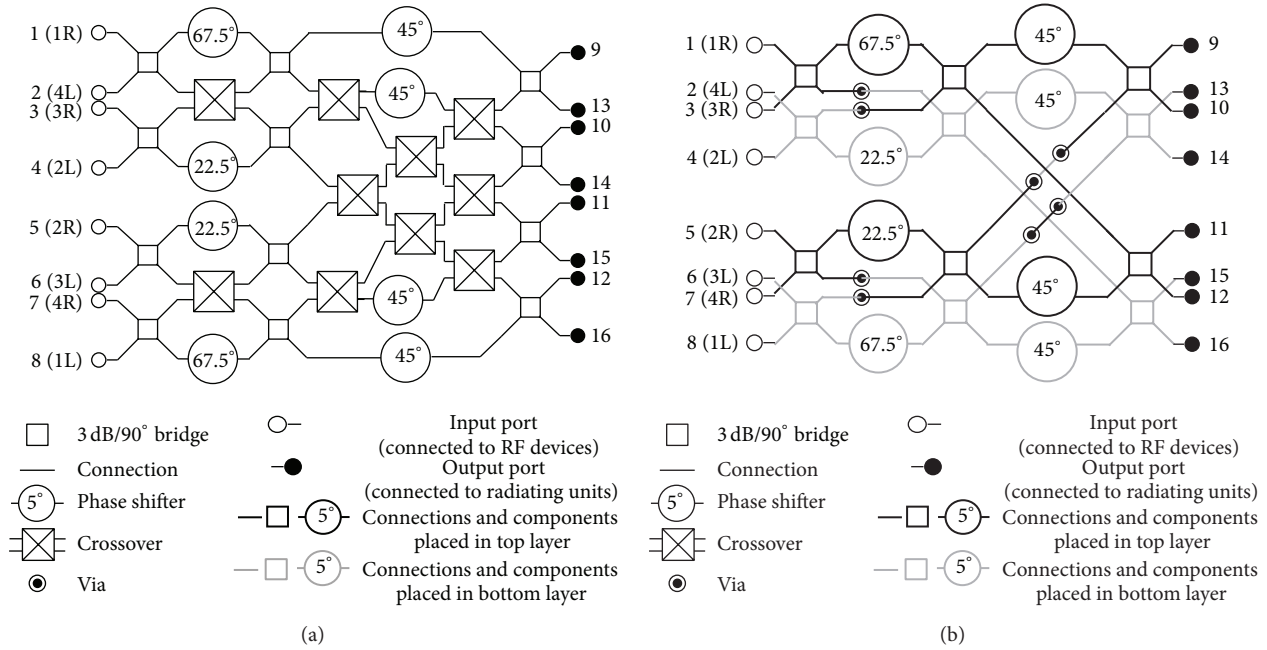 1 (1R)
67.5°
45°
9
2 (4L)
3 (3R)
45°
13
10
4 (2L)
22.5°
14
11
5 (2R)
22.5°
15
12
6 (3L)
7 (4R)
45°
8 (1L)
67.5°
45°
16
3 dB/90° bridge
Connection
5° Phase shifter
Crossover
Via
Input port
(connected to RF devices)
Output port
(connected to radiating units)
5° Connections and components
placed in top layer
5° Connections and components
placed in bottom layer
(a)
1 (1R)
67.5°
45°
9
2 (4L)
3 (3R)
45°
13
10
4 (2L)
22.5°
14
5 (2R)
22.5°
11
6 (3L)
7 (4R)
45°
15
12
8 (1L)
67.5°
45°
16
3 dB/90° bridge
Connection
5° Phase shifter
Crossover
Via
Input port
(connected to RF devices)
Output port
(connected to radiating units)
5° Connections and components
placed in top layer
5° Connections and components
placed in bottom layer
(b)